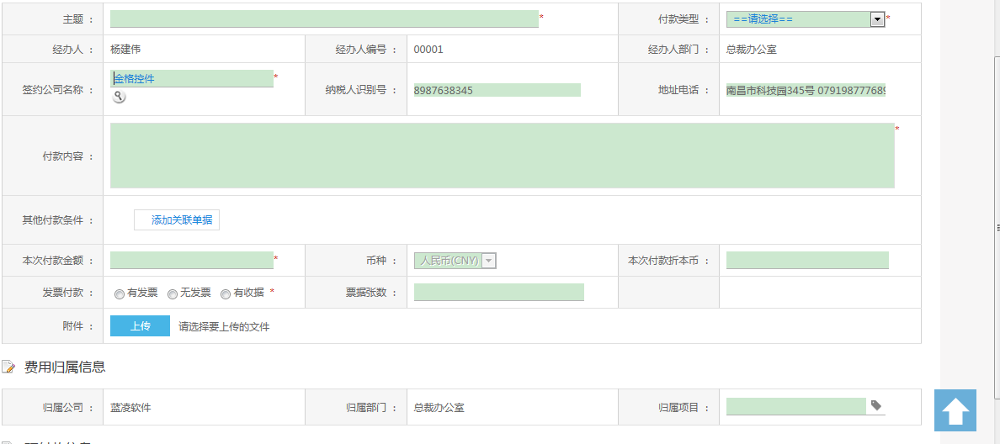 主题 : * 付款类型 : ==请选择== *
经办人 : 杨建伟 经办人编号 : 00001 经办人部门 : 总裁办公室
签约公司名称 : 金格控件 * 纳税人识别号 : 8987638345 地址电话 : 南昌市科技园345号 07919877768
付款内容 : *
其他付款条件 : 添加关联单据
本次付款金额 : * 币种 : 人民币(CNY) 本次付款折本币 :
发票付款 : 有发票 无发票 有收据 * 票据张数 :
附件 : 上传 请选择要上传的文件
费用归属信息
归属公司 : 蓝凌软件 归属部门 : 总裁办公室 归属项目 :